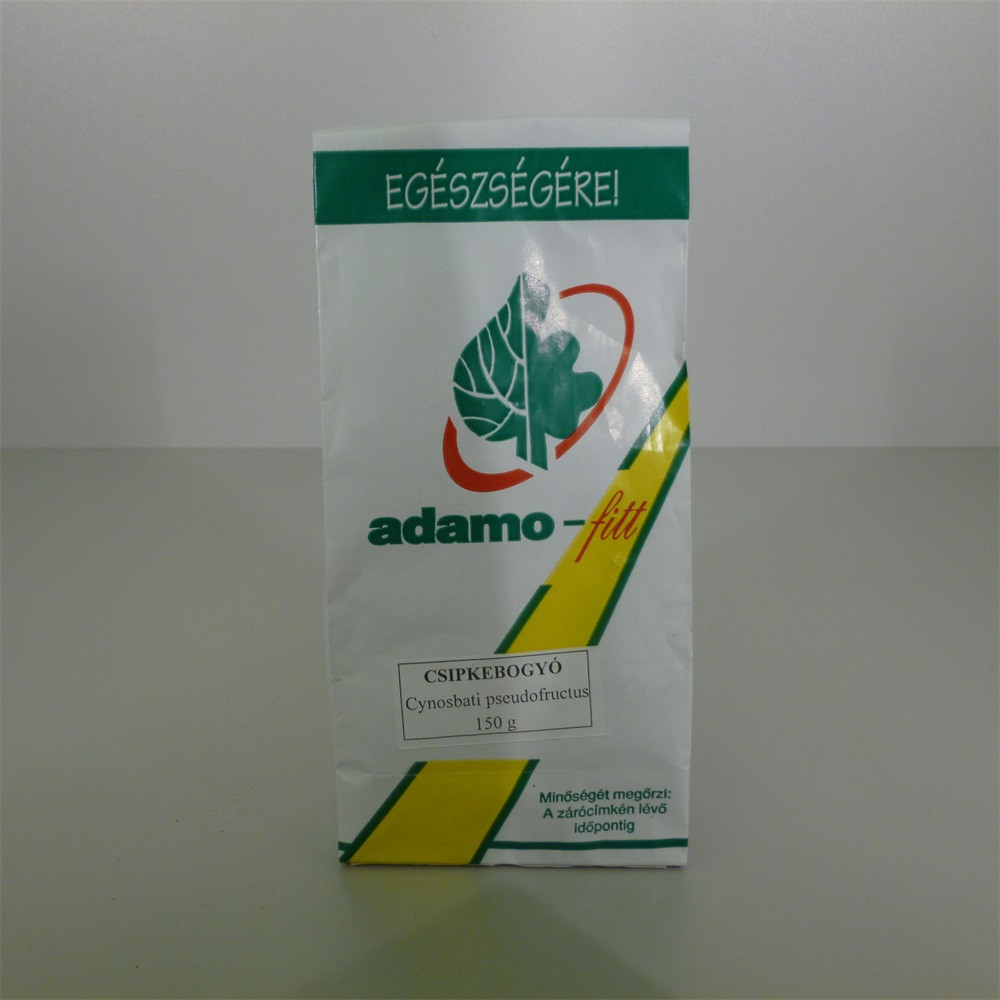 EGÉSZSÉGÉRE!
adamo - fitt
CSIPKEBOGYÓ
Cynosbati pseudofructus
150 g
Minőségét megőrzi:
A zárócímkén lévő
időpontig